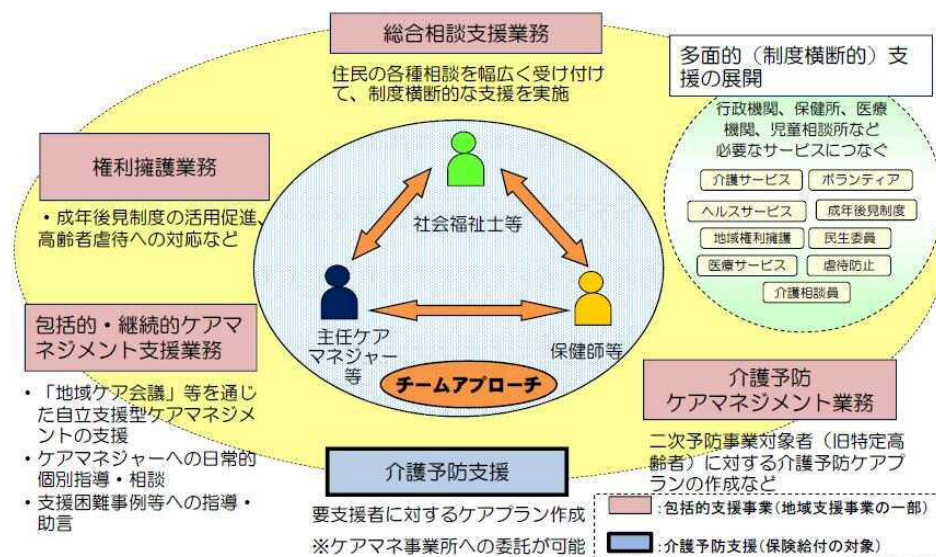 総合相談支援業務
住民の各種相談を幅広く受け付け
て、制度横断的な支援を実施
多面的（制度横断的）支
援の展開
行政機関、保健所、医療
機関、児童相談所など
必要なサービスにつなぐ
介護サービス
ボランティア
ヘルスサービス
成年後見制度
地域権利擁護
民生委員
医療サービス
虐待防止
介護相談員
権利擁護業務
・成年後見制度の活用促進、
高齢者虐待への対応など
社会福祉士等
主任ケア
マネジャー
等
保健師等
チームアプローチ
包括的・継続的ケアマ
ネジメント支援業務
・「地域ケア会議」等を通じ
た自立支援型ケアマネジメ
ントの支援
・ケアマネジャーへの日常的
個別指導・相談
・支援困難事例等への指導・
助言
介護予防
ケアマネジメント業務
二次予防事業対象者（旧特定高
齢者）に対する介護予防ケアプ
ランの作成など
介護予防支援
要支援者に対するケアプラン作成
※ケアマネ事業所への委託が可能
：包括的支援事業（地域支援事業の一部）
：介護予防支援（保険給付の対象）